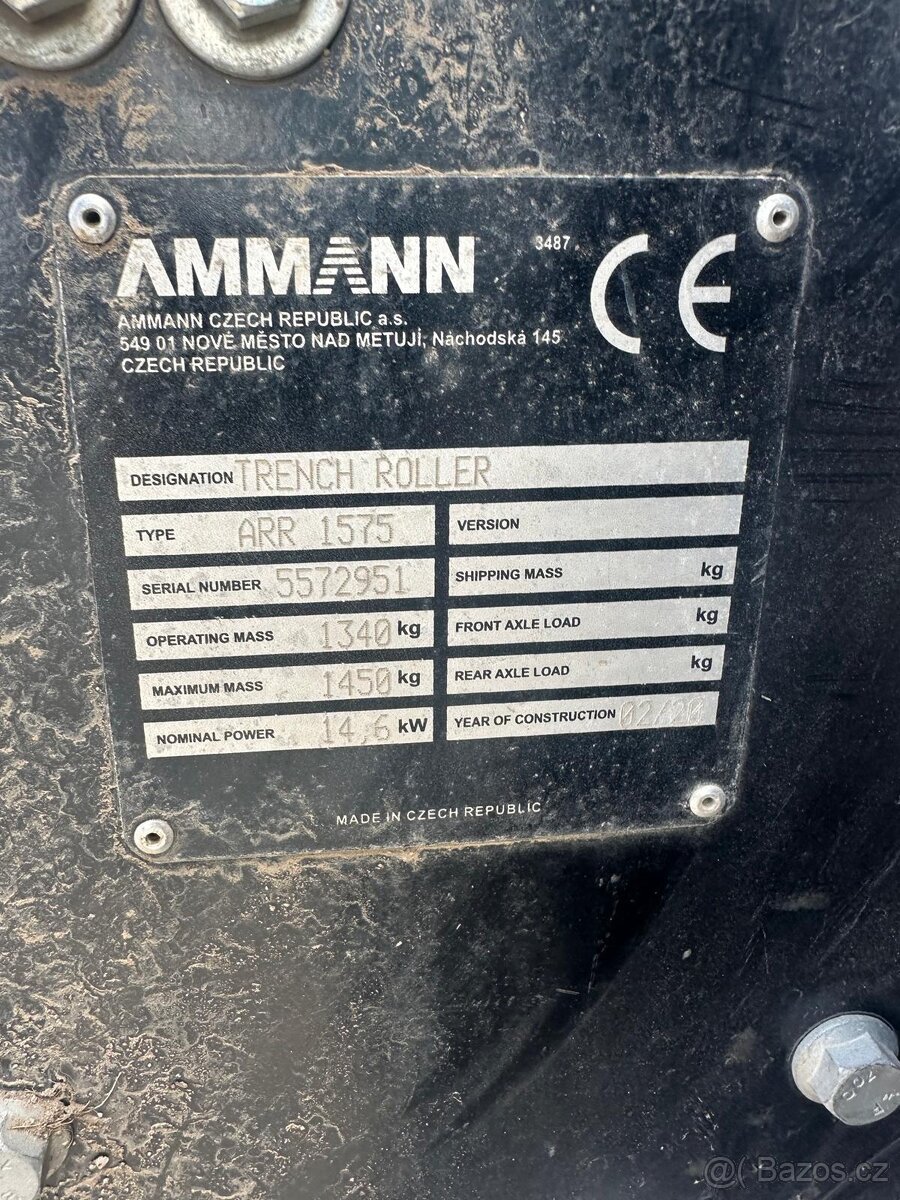 AMMANN
3487
CE
AMMANN CZECH REPUBLIC a.s.
549 01 NOVÉ MĚSTO NAD METUJÍ, Náchodská 145
CZECH REPUBLIC
DESIGNATION TRENCH ROLLER
TYPE ARR 1575
VERSION
SERIAL NUMBER 5572951
SHIPPING MASS kg
OPERATING MASS 1340 kg
FRONT AXLE LOAD kg
MAXIMUM MASS 1450 kg
REAR AXLE LOAD kg
NOMINAL POWER 14,6 kW
YEAR OF CONSTRUCTION 02/20
MADE IN CZECH REPUBLIC
@( Bazos.cz